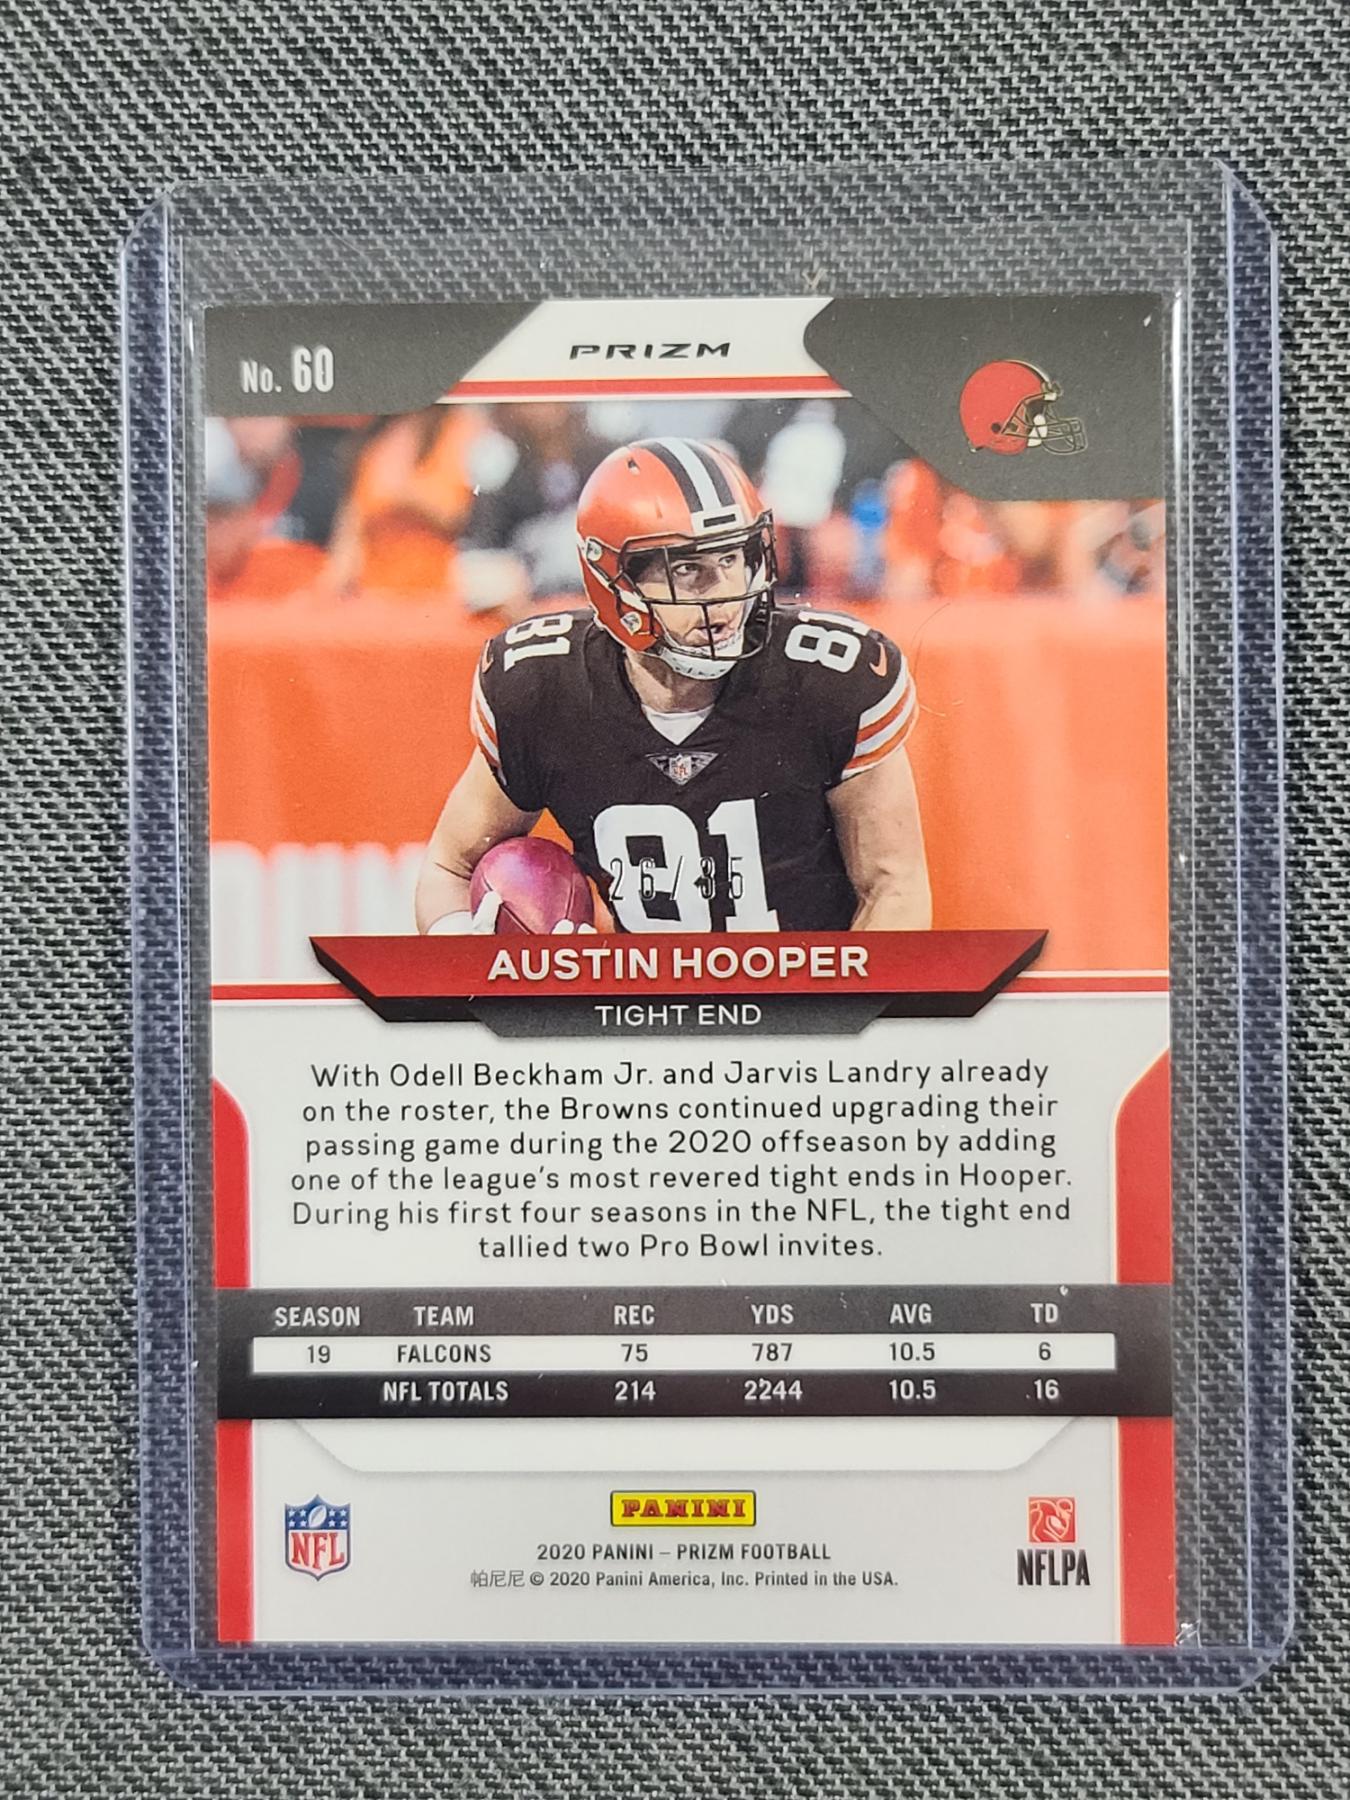 No. 60
PRIZM
81
81
81
26/35
AUSTIN HOOPER
TIGHT END
With Odell Beckham Jr. and Jarvis Landry already
on the roster, the Browns continued upgrading their
passing game during the 2020 offseason by adding
one of the league's most revered tight ends in Hooper.
During his first four seasons in the NFL, the tight end
tallied two Pro Bowl invites.
SEASON TEAM REC YDS AVG TD
19 FALCONS 75 787 10.5 6
NFL TOTALS 214 2244 10.5 16
NFL
PANINI
NFLPA
2020 PANINI – PRIZM FOOTBALL
帕尼尼 © 2020 Panini America, Inc. Printed in the USA.